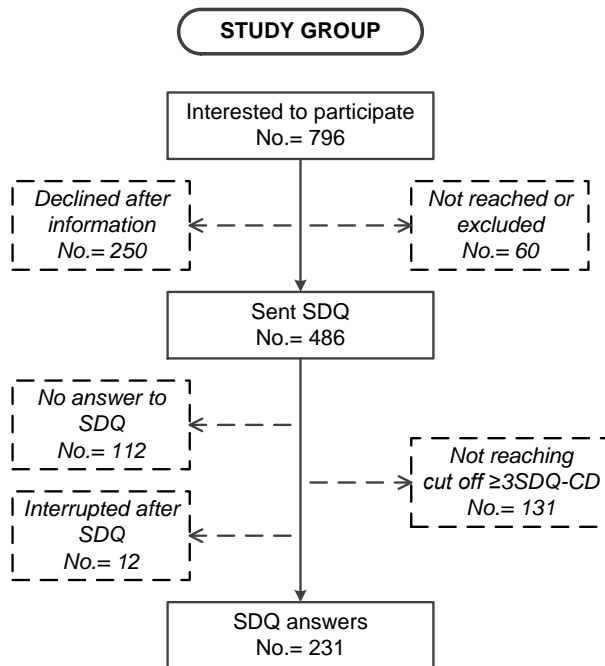 STUDY GROUP
Interested to participate
No.= 796
Declined after
information
No.= 250
Not reached or
excluded
No.= 60
Sent SDQ
No.= 486
No answer to
SDQ
No.= 112
Not reaching
cut off ≥3SDQ-CD
No.= 131
Interrupted after
SDQ
No.= 12
SDQ answers
No.= 231